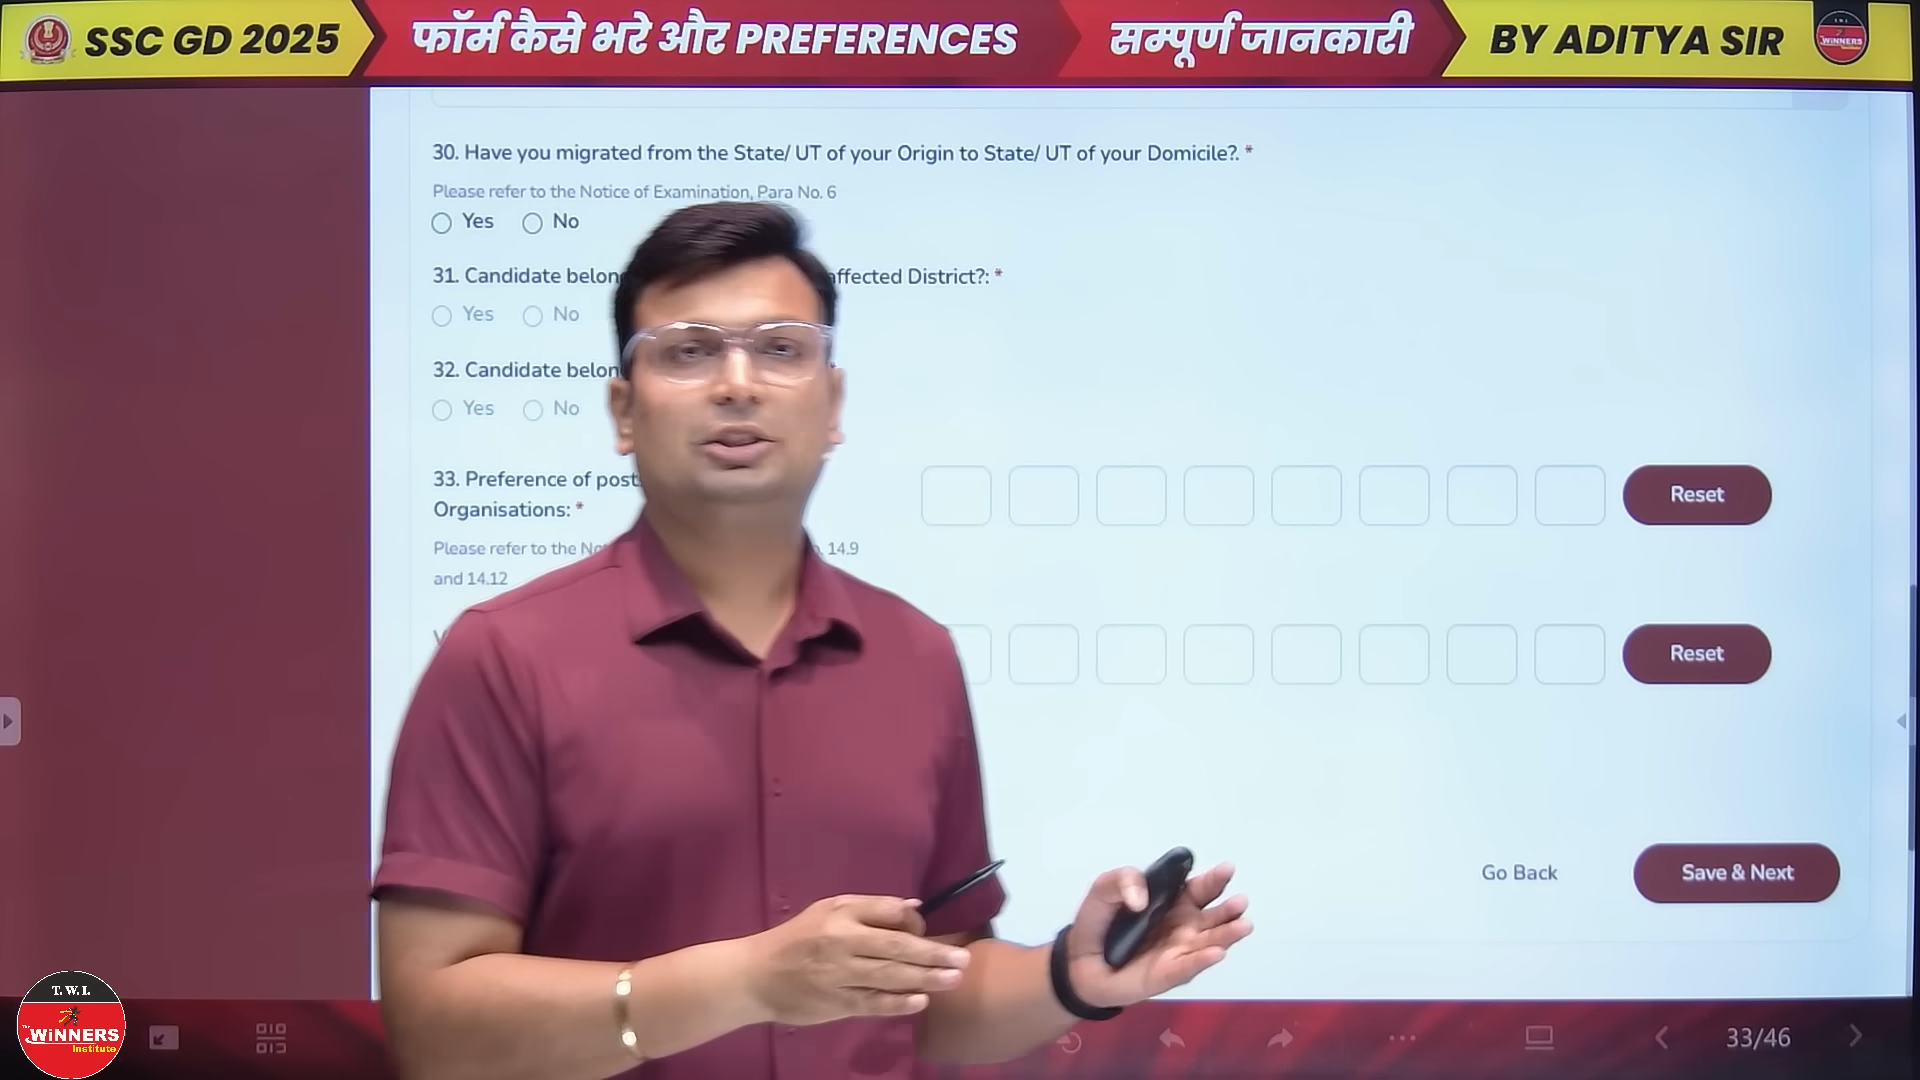 SSC GD 2025
फॉर्म कैसे भरे और PREFERENCES
सम्पूर्ण जानकारी
BY ADITYA SIR
T.W.I.
The WiNNERS
Institute
30. Have you migrated from the State/ UT of your Origin to State/ UT of your Domicile?. *
Please refer to the Notice of Examination, Para No. 6
Yes No
31. Candidate belon affected District?: *
Yes No
32. Candidate belon
Yes No
33. Preference of post
Organisations: *
Reset
Please refer to the No . 14.9
and 14.12
Reset
Go Back
Save & Next
T.W.I.
The WiNNERS
Institute
33/46